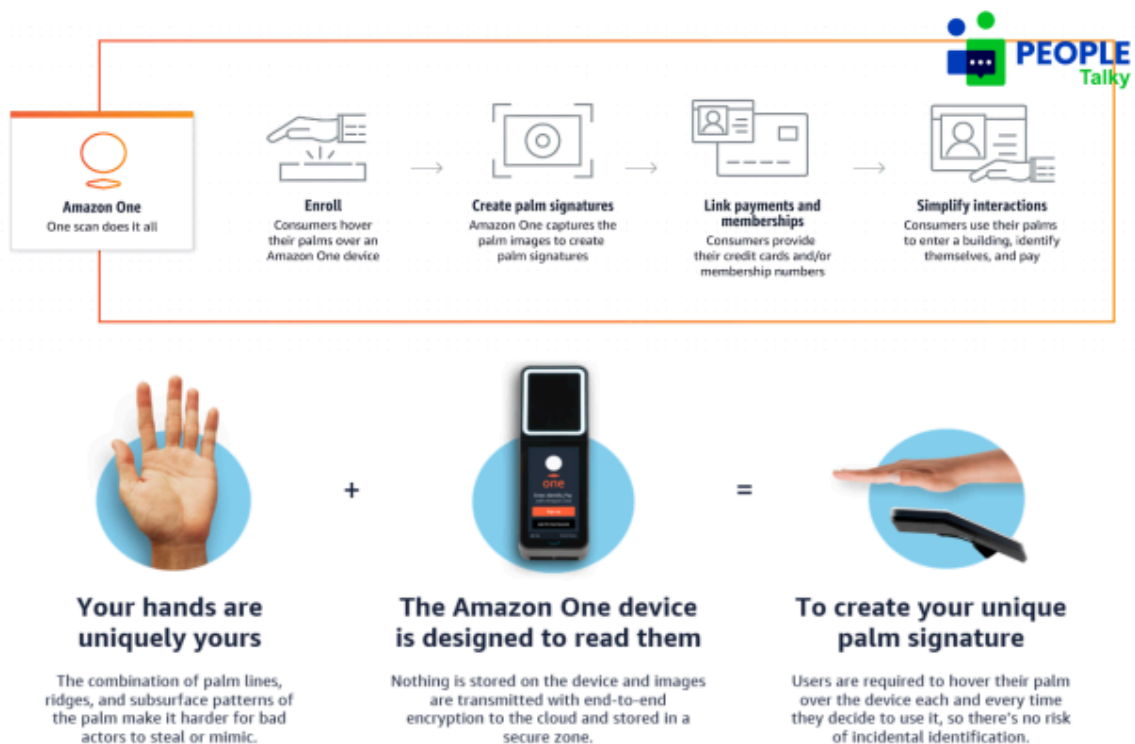 PEOPLE
Talky
Amazon One
One scan does it all
Enroll
Consumers hover
their palms over an
Amazon One device
Create palm signatures
Amazon One captures the
palm images to create
palm signatures
Link payments and
memberships
Consumers provide
their credit cards and/or
membership numbers
Simplify interactions
Consumers use their palms
to enter a building, identify
themselves, and pay
+
one
=
Your hands are
uniquely yours
The combination of palm lines,
ridges, and subsurface patterns of
the palm make it harder for bad
actors to steal or mimic.
The Amazon One device
is designed to read them
Nothing is stored on the device and images
are transmitted with end-to-end
encryption to the cloud and stored in a
secure zone.
To create your unique
palm signature
Users are required to hover their palm
over the device each and every time
they decide to use it, so there's no risk
of incidental identification.